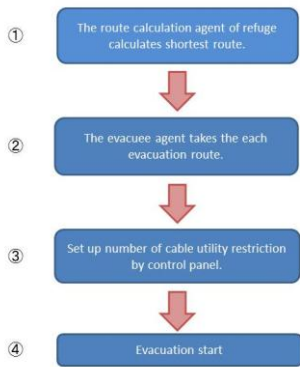 ① The route calculation agent of refuge
calculates shortest route.
② The evacuee agent takes the each
evacuation route.
③ Set up number of cable utility restriction
by control panel.
④ Evacuation start